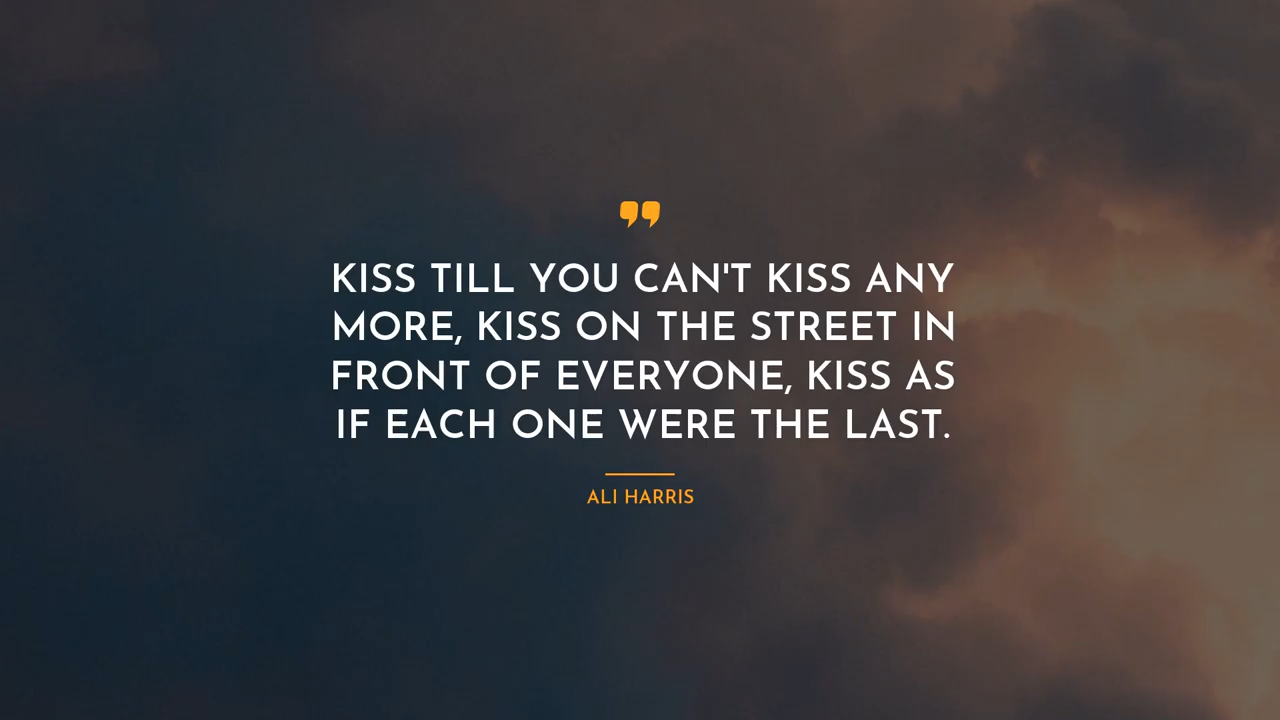 ❜❜
KISS TILL YOU CAN'T KISS ANY
MORE, KISS ON THE STREET IN
FRONT OF EVERYONE, KISS AS
IF EACH ONE WERE THE LAST.
ALI HARRIS